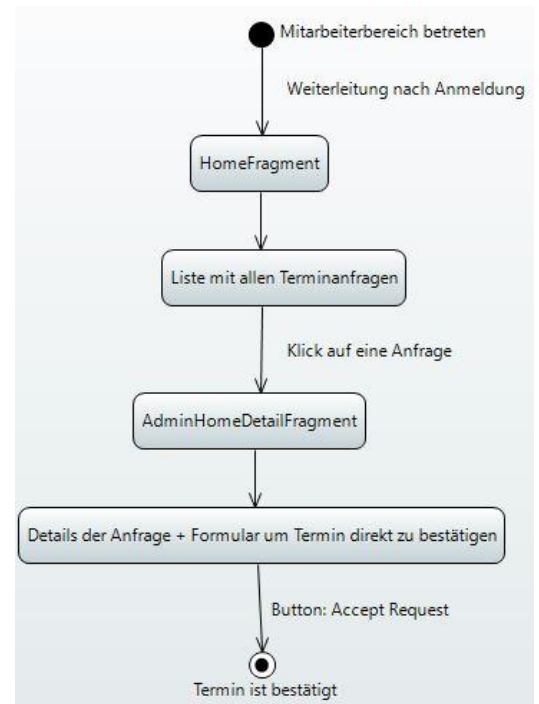 Mitarbeiterbereich betreten
Weiterleitung nach Anmeldung
HomeFragment
Liste mit allen Terminanfragen
Klick auf eine Anfrage
AdminHomeDetailFragment
Details der Anfrage + Formular um Termin direkt zu bestätigen
Button: Accept Request
Termin ist bestätigt